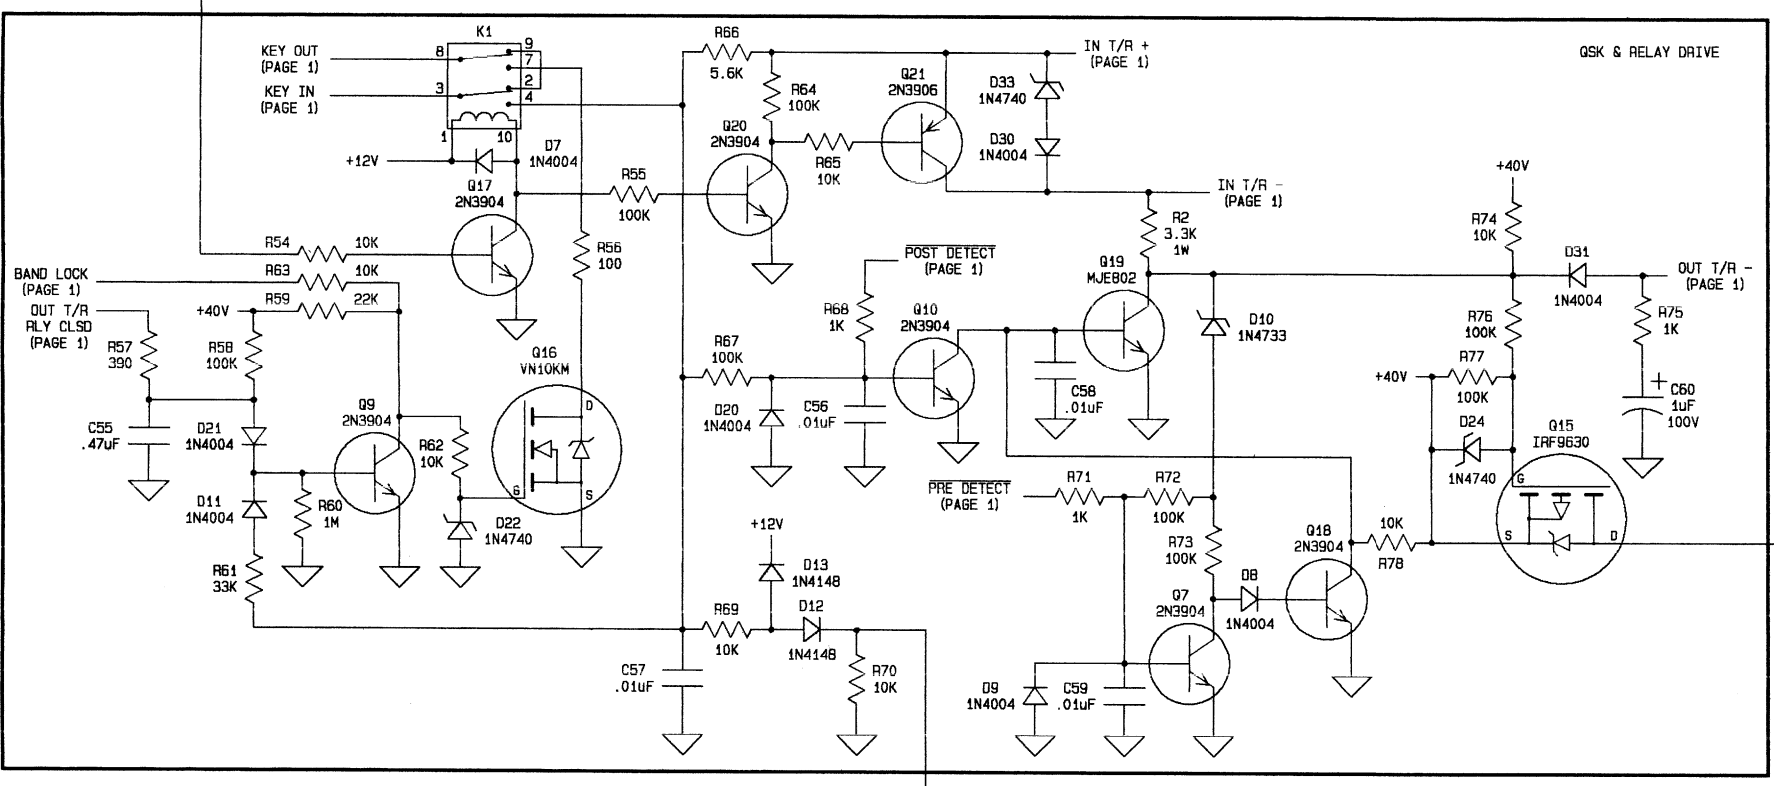 QSK & RELAY DRIVE
K1
KEY OUT
(PAGE 1)
8
9
7
KEY IN
(PAGE 1)
3
2
4
1
10
+12V
D7
1N4004
Q17
2N3904
R55
100K
R54
10K
R63
10K
BAND LOCK
(PAGE 1)
R59
22K
+40V
OUT T/R
RLY CLSD
(PAGE 1)
R57
390
R58
100K
R56
100
C55
.47uF
D21
1N4004
Q9
2N3904
R62
10K
Q16
VN10KM
D
G
S
D11
1N4004
R60
1M
D22
1N4740
R61
33K
R66
5.6K
R64
100K
Q20
2N3904
R65
10K
Q21
2N3906
D33
1N4740
D30
1N4004
IN T/R +
(PAGE 1)
IN T/R -
(PAGE 1)
R2
3.3K
1W
POST DETECT
(PAGE 1)
R68
1K
Q10
2N3904
Q19
MJE802
R67
100K
D20
1N4004
C56
.01uF
C58
.01uF
D10
1N4733
+40V
R74
10K
D31
1N4004
OUT T/R -
(PAGE 1)
R75
1K
R76
100K
R77
100K
+40V
+
C60
1uF
100V
D24
1N4740
Q15
IRF9630
G
S
D
PRE DETECT
(PAGE 1)
R71
1K
R72
100K
R73
100K
Q18
2N3904
10K
R78
D8
1N4004
Q7
2N3904
D9
1N4004
C59
.01uF
+12V
D13
1N4148
R69
10K
D12
1N4148
R70
10K
C57
.01uF